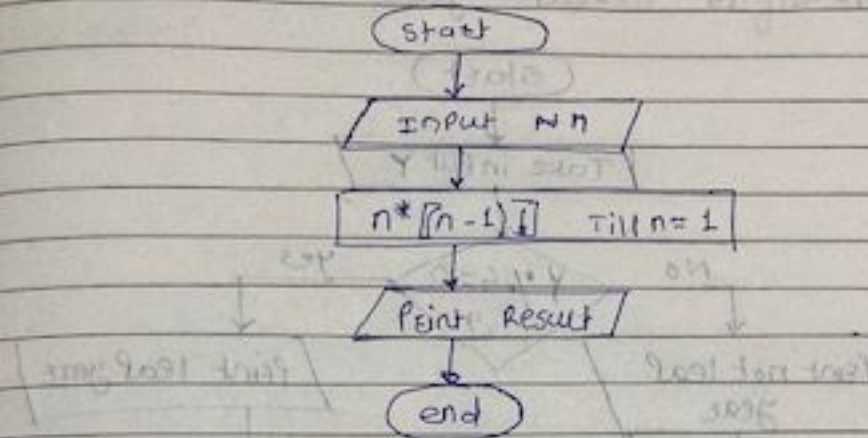 Start
Input n
n*[(n-1)] Till n=1
Print Result
end